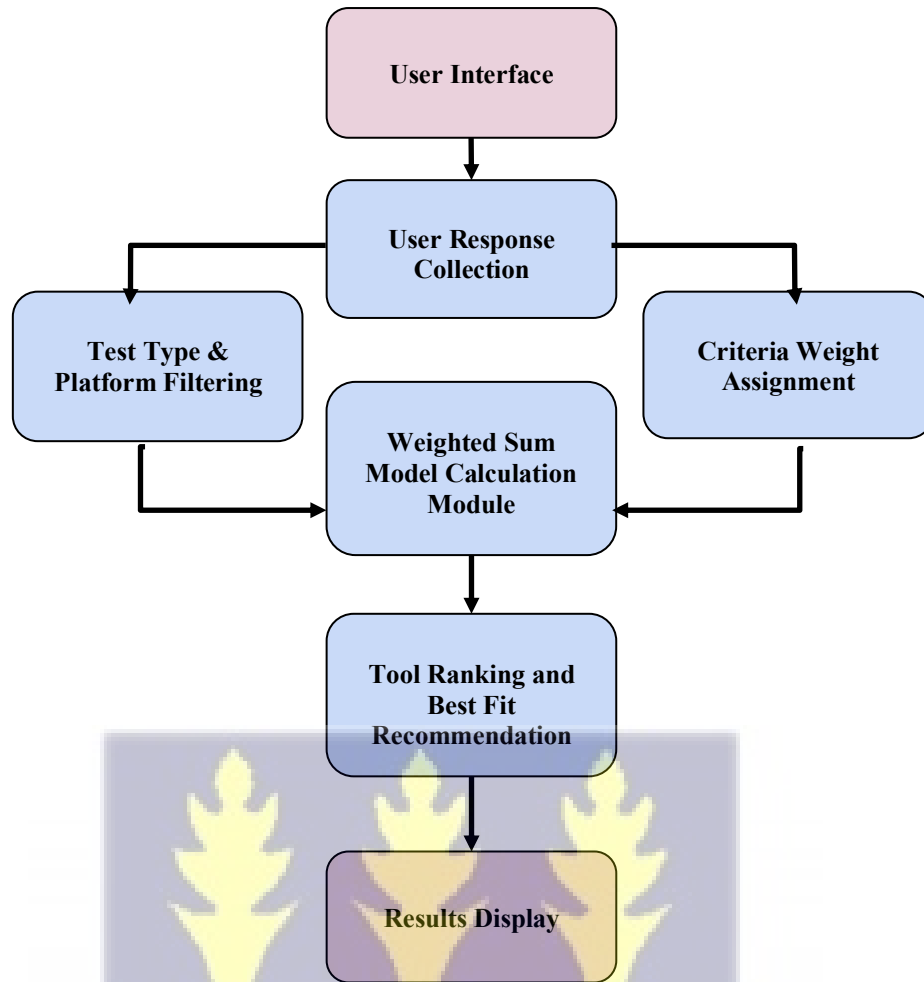 User Interface
User Response
Collection
Test Type &
Platform Filtering
Criteria Weight
Assignment
Weighted Sum
Model Calculation
Module
Tool Ranking and
Best Fit
Recommendation
Results Display